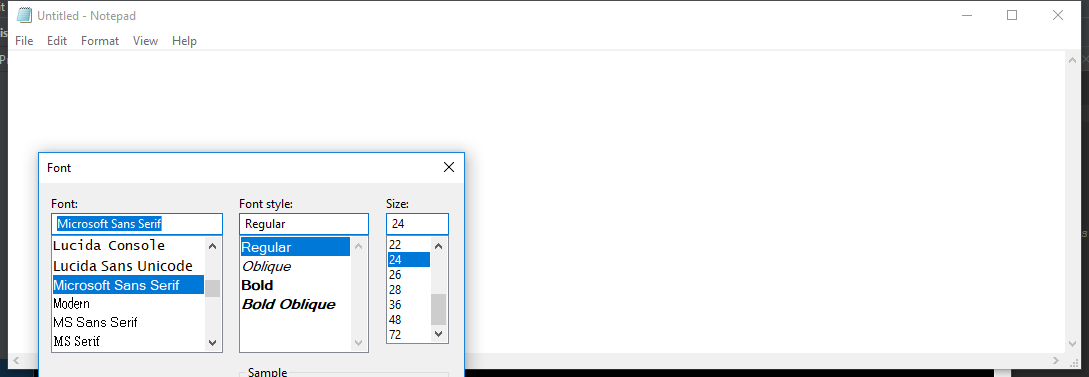 Untitled - Notepad
File Edit Format View Help
Font
Font: Font style: Size:
Microsoft Sans Serif Regular 24
Lucida Console
Lucida Sans Unicode
Microsoft Sans Serif
Modern
MS Sans Serif
MS Serif
Regular
Oblique
Bold
Bold Oblique
22
24
26
28
36
48
72
Sample